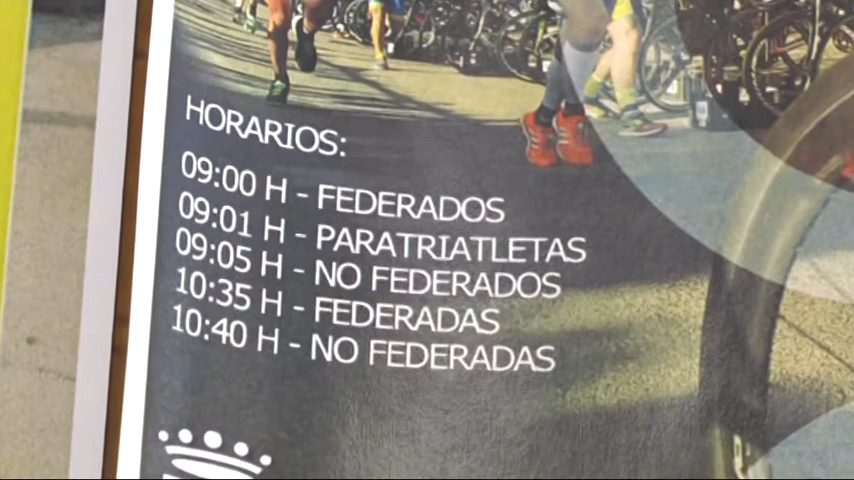 HORARIOS:
09:00 H - FEDERADOS
09:01 H - PARATRIATLETAS
09:05 H - NO FEDERADOS
10:35 H - FEDERADAS
10:40 H - NO FEDERADAS